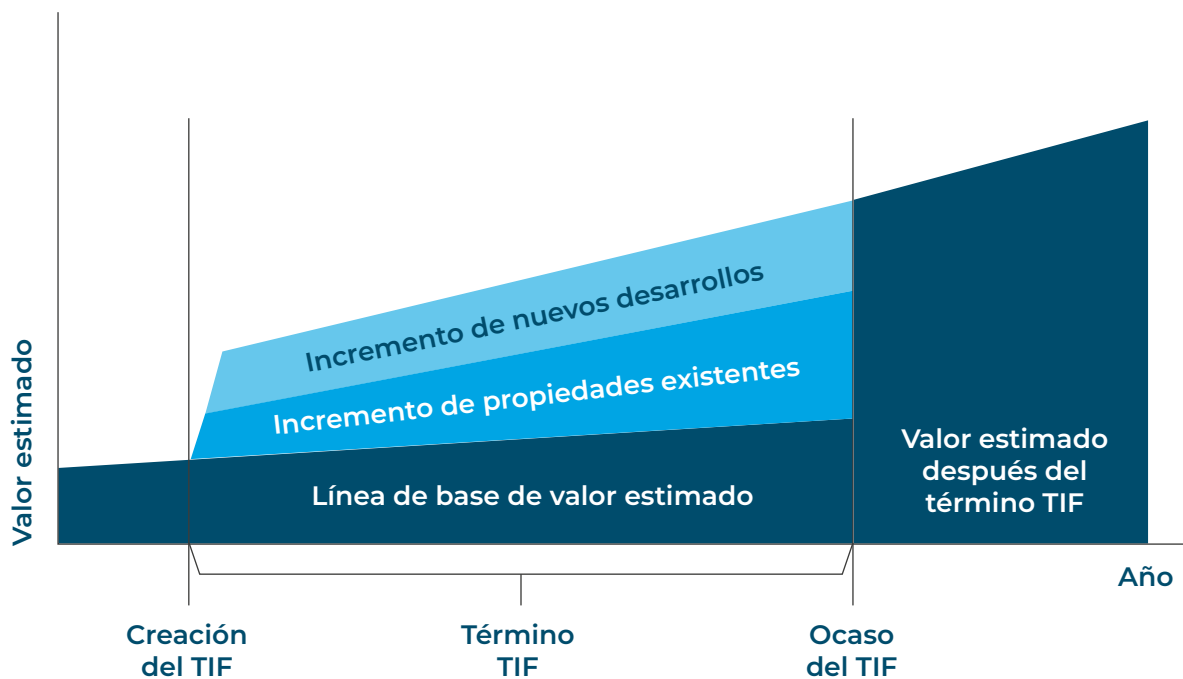 Valor estimado
Incremento de nuevos desarrollos
Incremento de propiedades existentes
Línea de base de valor estimado
Valor estimado
después del
término TIF
Año
Creación
del TIF
Término
TIF
Ocaso
del TIF